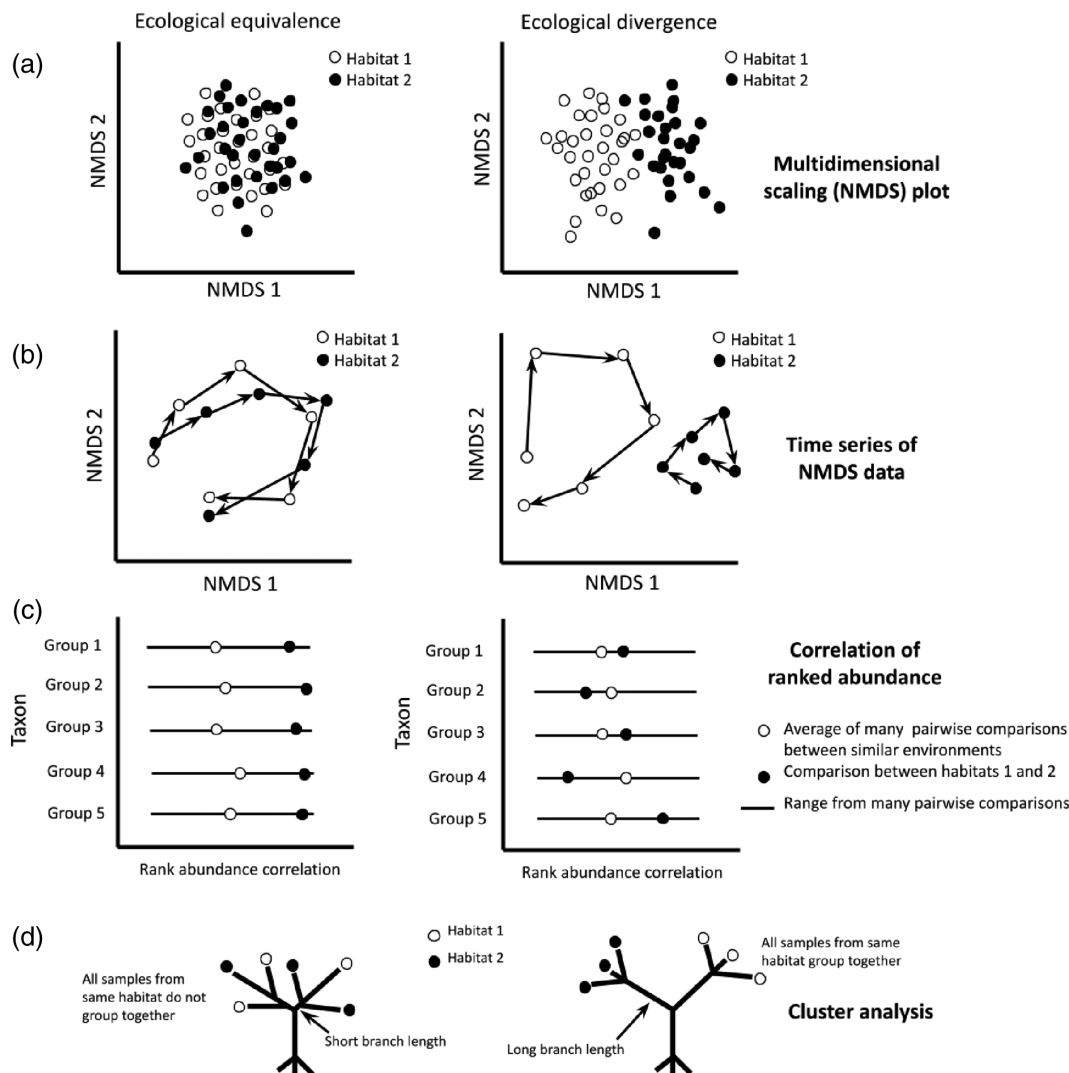 Ecological equivalence
Ecological divergence
(a)
Habitat 1
Habitat 2
NMDS 2
NMDS 1
Habitat 1
Habitat 2
NMDS 2
NMDS 1
Multidimensional
scaling (NMDS) plot
(b)
Habitat 1
Habitat 2
NMDS 2
NMDS 1
Habitat 1
Habitat 2
NMDS 2
NMDS 1
Time series of
NMDS data
(c)
Taxon
Group 1
Group 2
Group 3
Group 4
Group 5
Rank abundance correlation
Taxon
Group 1
Group 2
Group 3
Group 4
Group 5
Rank abundance correlation
Correlation of
ranked abundance
Average of many pairwise comparisons
between similar environments
Comparison between habitats 1 and 2
Range from many pairwise comparisons
(d)
All samples from
same habitat do not
group together
Short branch length
Habitat 1
Habitat 2
Long branch length
All samples from same
habitat group together
Cluster analysis